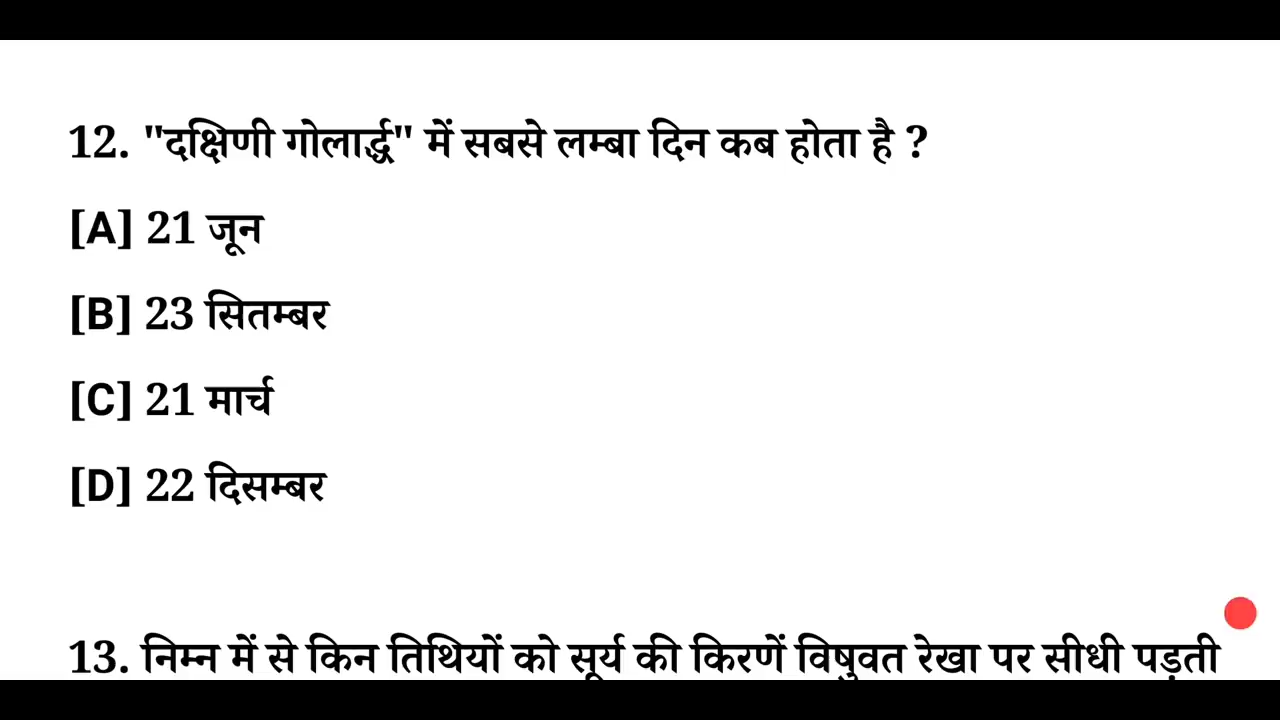 12. "दक्षिणी गोलार्द्ध" में सबसे लम्बा दिन कब होता है ?
[A] 21 जून
[B] 23 सितम्बर
[C] 21 मार्च
[D] 22 दिसम्बर
13. निम्न में से किन तिथियों को सूर्य की किरणें विषुवत रेखा पर सीधी पड़ती